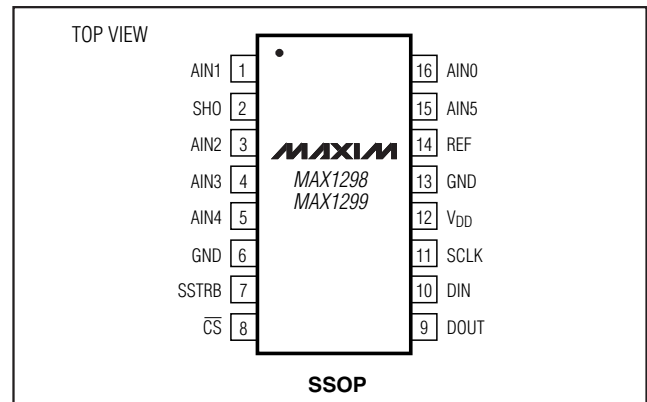 TOP VIEW
AIN1 1
SHO 2
AIN2 3
AIN3 4
AIN4 5
GND 6
SSTRB 7
CS 8
MAXIM
MAX1298
MAX1299
16 AIN0
15 AIN5
14 REF
13 GND
12 VDD
11 SCLK
10 DIN
9 DOUT
SSOP